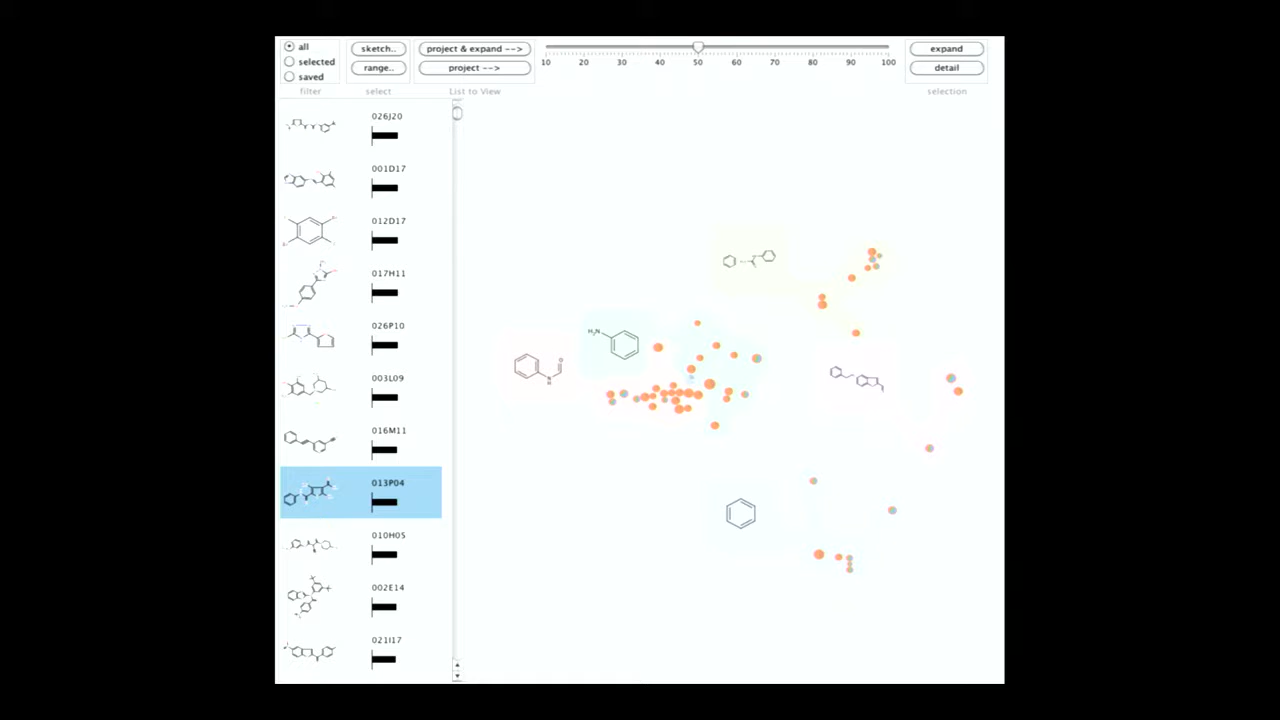 all
selected
saved
filter
sketch..
range..
select
project & expand -->
project -->
List to View
10 20 30 40 50 60 70 80 90 100
expand
detail
selection
026J20
001D17
012D17
017H11
026P10
003L09
016M11
013P04
010H05
002E14
021I17
H₂N
O
N
H